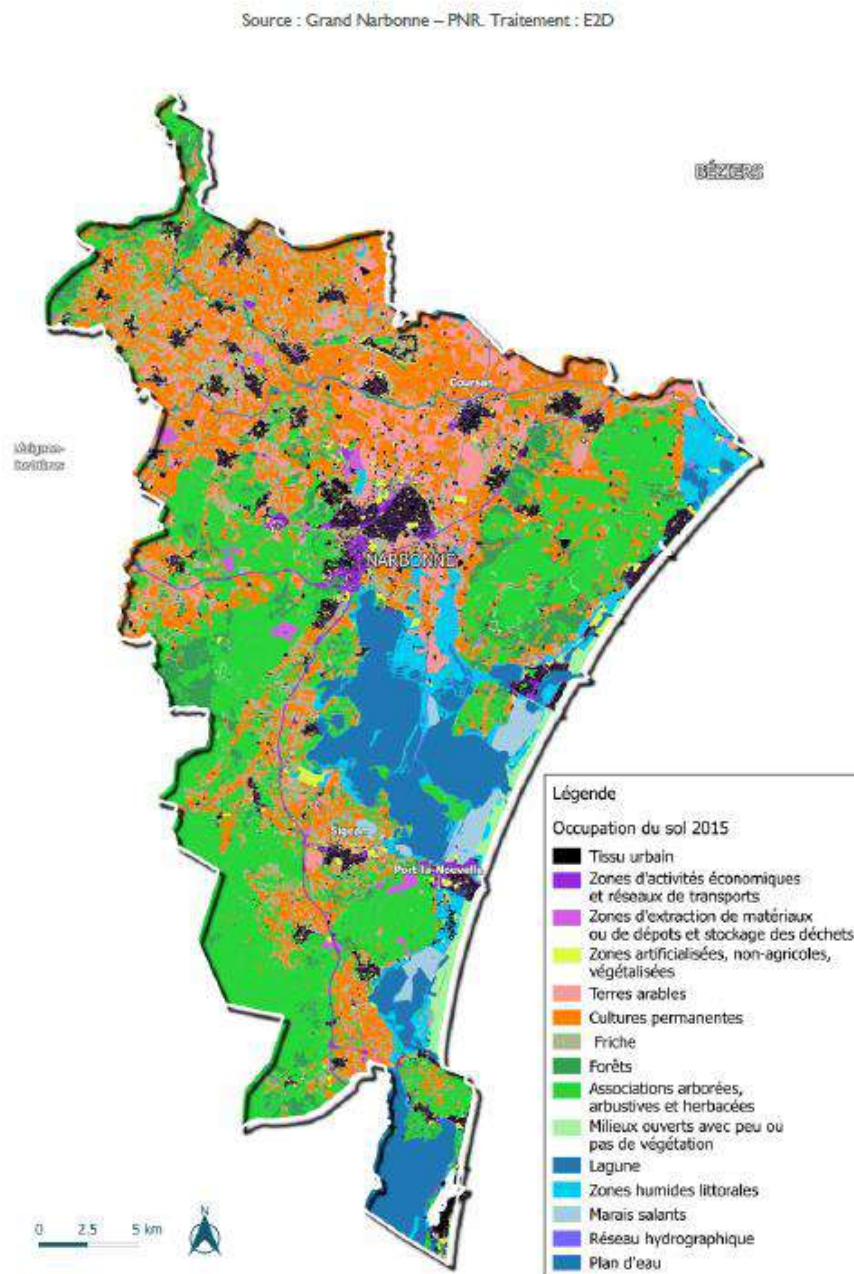 Source : Grand Narbonne – PNR. Traitement : E2D
BÉZIERS
Coursan
NARBONNE
Sigean
Port-la-Nouvelle
Légende
Occupation du sol 2015
Tissu urbain
Zones d'activités économiques
et réseaux de transports
Zones d'extraction de matériaux
ou de dépots et stockage des déchets
Zones artificialisées, non-agricoles,
végétalisées
Terres arables
Cultures permanentes
Friche
Forêts
Associations arborées,
arbustives et herbacées
Milieux ouverts avec peu ou
pas de végétation
Lagune
Zones humides littorales
Marais salants
Réseau hydrographique
Plan d'eau
N
0 2.5 5 km